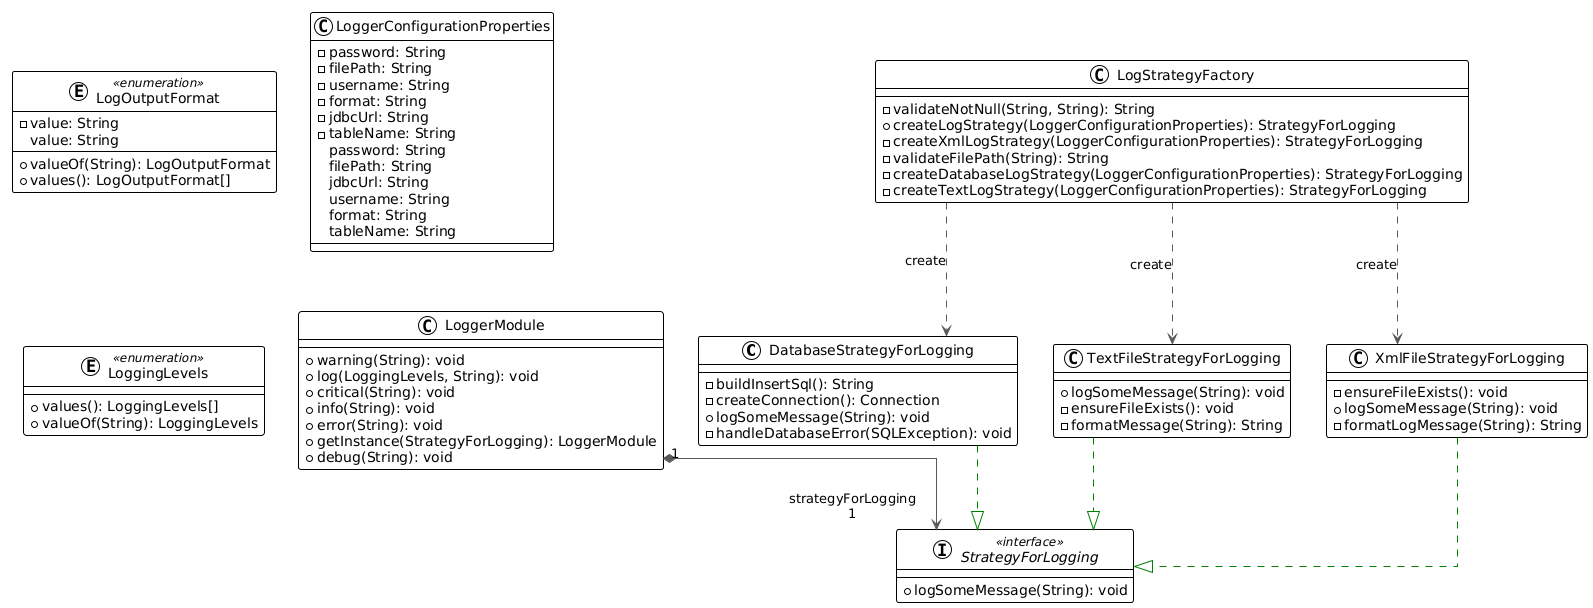 «enumeration»
E LogOutputFormat
value: String
value: String
valueOf(String): LogOutputFormat
values(): LogOutputFormat[]
C LoggerConfigurationProperties
password: String
filePath: String
username: String
format: String
jdbcUrl: String
tableName: String
password: String
filePath: String
jdbcUrl: String
username: String
format: String
tableName: String
C LogStrategyFactory
validateNotNull(String, String): String
createLogStrategy(LoggerConfigurationProperties): StrategyForLogging
createXmlLogStrategy(LoggerConfigurationProperties): StrategyForLogging
validateFilePath(String): String
createDatabaseLogStrategy(LoggerConfigurationProperties): StrategyForLogging
createTextLogStrategy(LoggerConfigurationProperties): StrategyForLogging
create
create
create
«enumeration»
E LoggingLevels
values(): LoggingLevels[]
valueOf(String): LoggingLevels
C LoggerModule
warning(String): void
log(LoggingLevels, String): void
critical(String): void
info(String): void
error(String): void
getInstance(StrategyForLogging): LoggerModule
debug(String): void
C DatabaseStrategyForLogging
buildInsertSql(): String
createConnection(): Connection
logSomeMessage(String): void
handleDatabaseError(SQLException): void
C TextFileStrategyForLogging
logSomeMessage(String): void
ensureFileExists(): void
formatMessage(String): String
C XmlFileStrategyForLogging
ensureFileExists(): void
logSomeMessage(String): void
formatLogMessage(String): String
1
strategyForLogging
1
«interface»
I StrategyForLogging
logSomeMessage(String): void